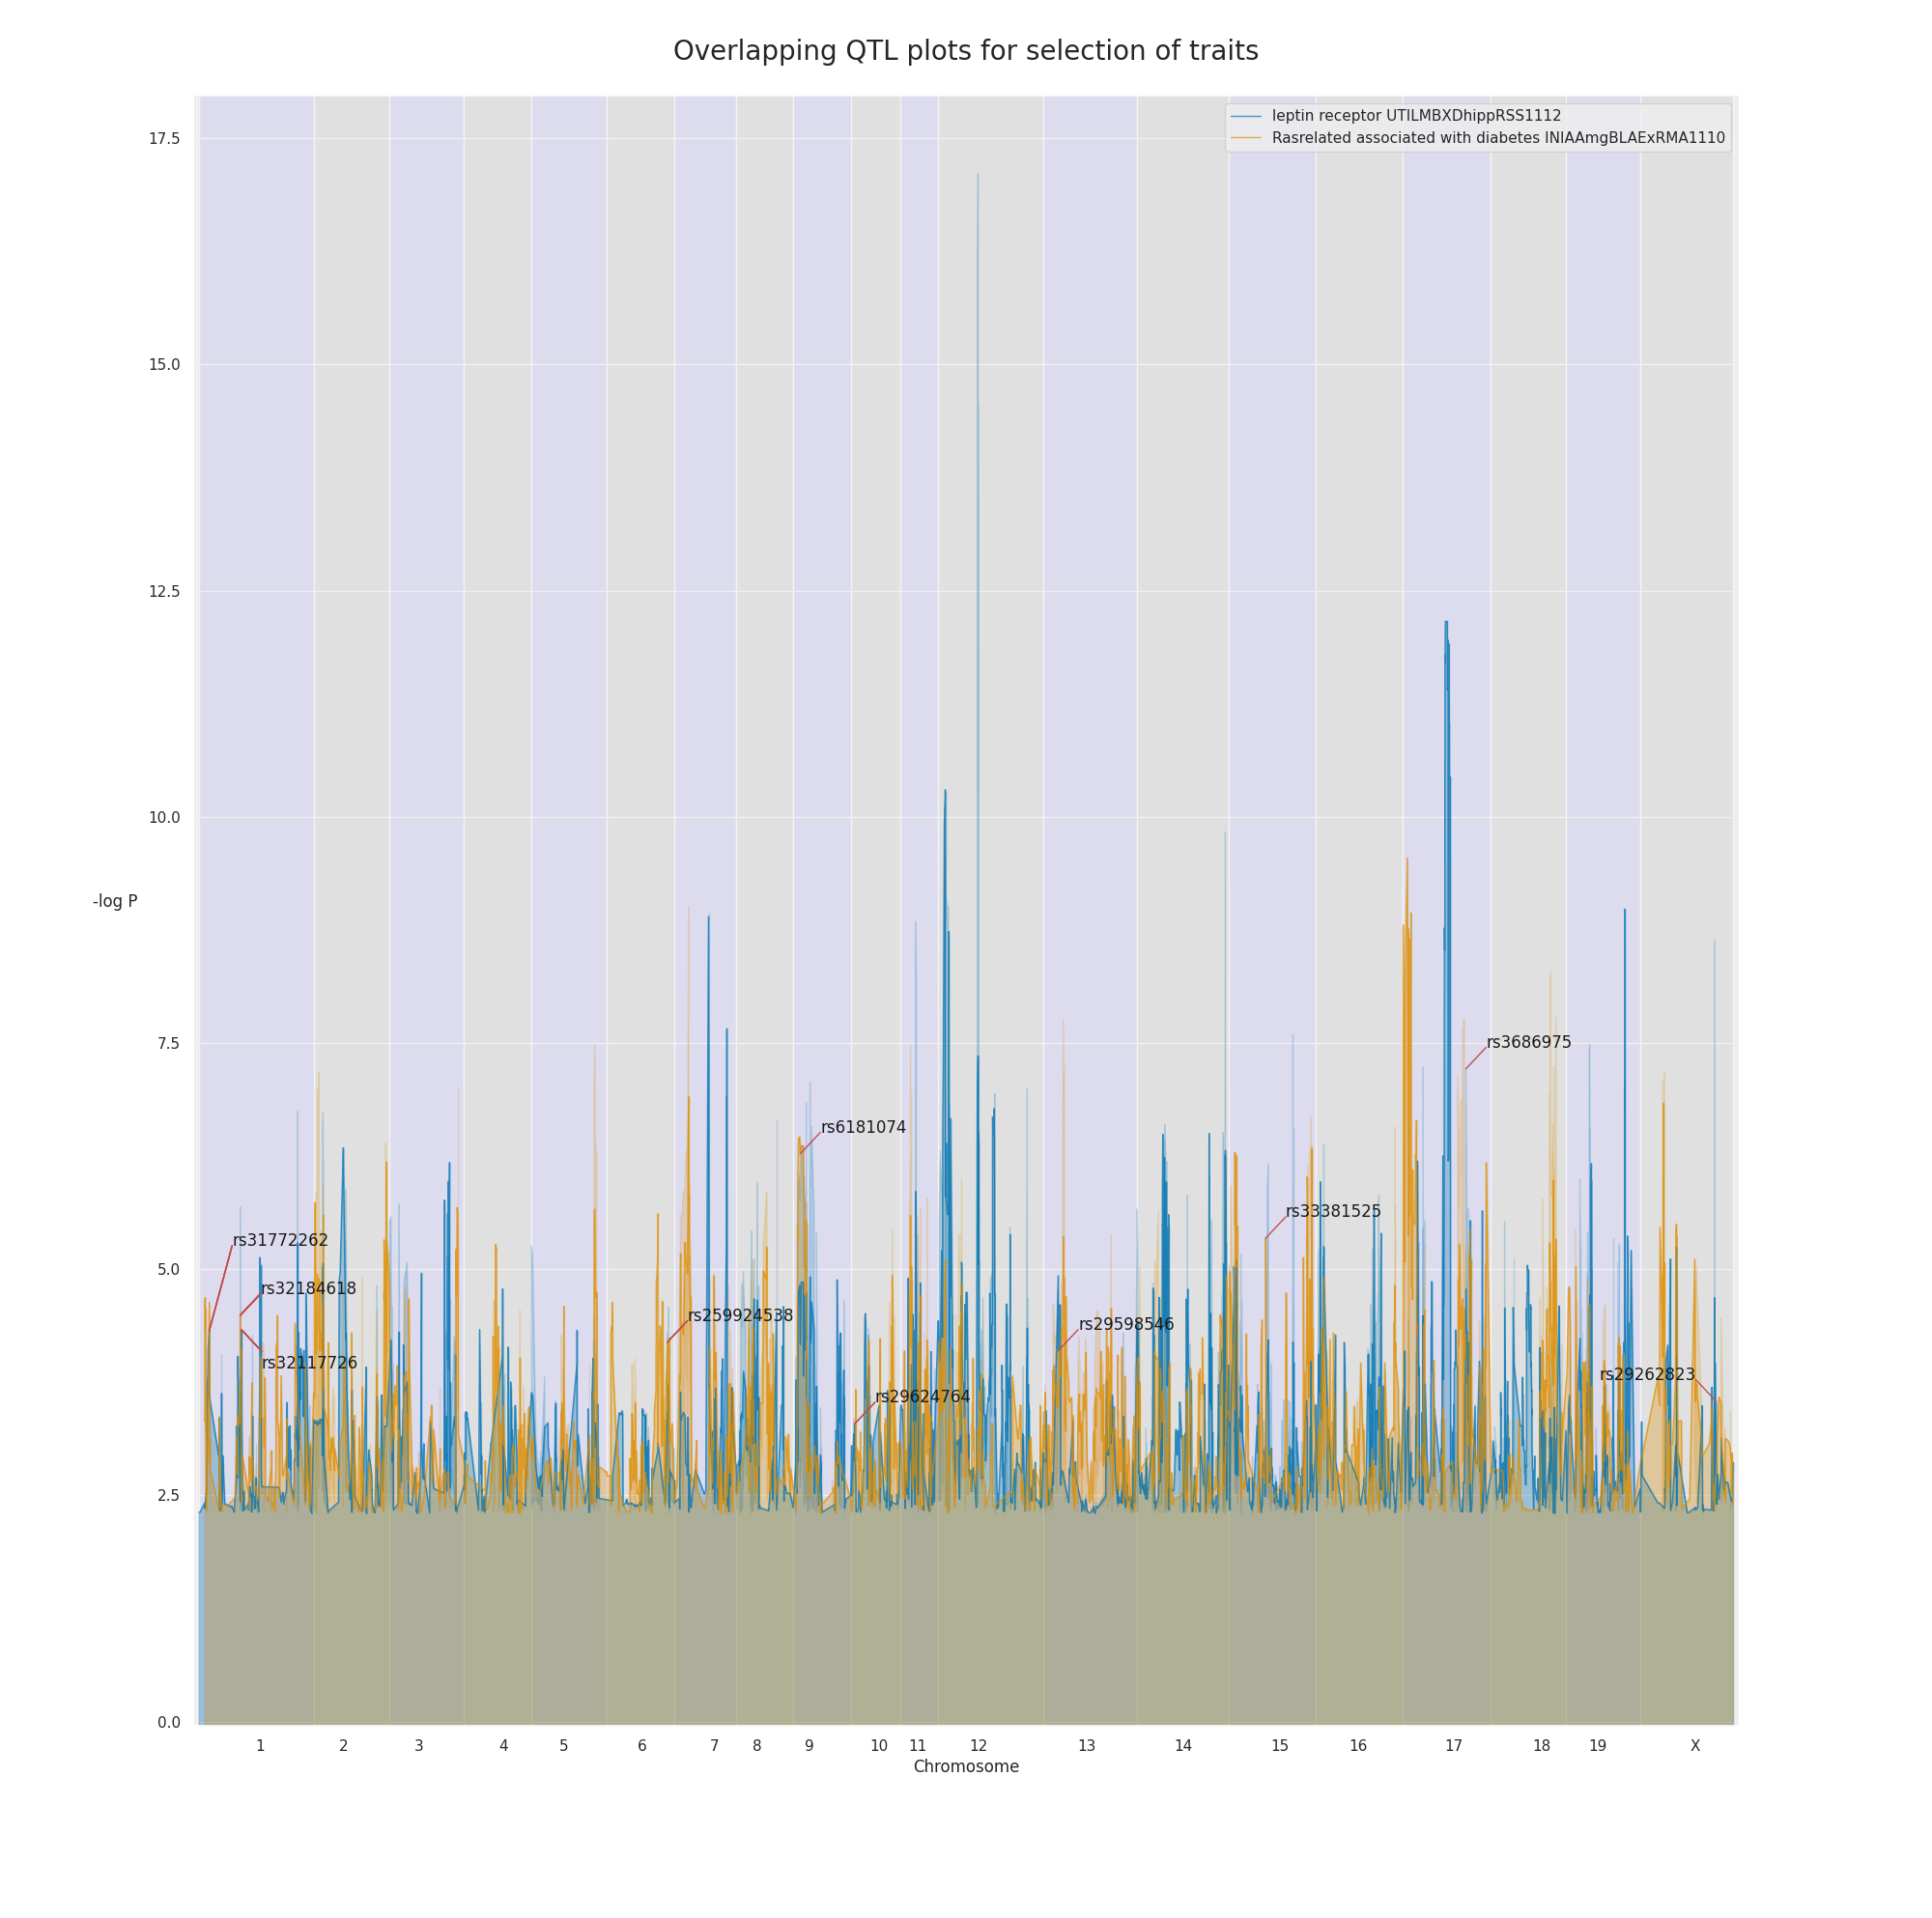 Overlapping QTL plots for selection of traits
leptin receptor UTILMBXDhippRSS1112
Rasrelated associated with diabetes INIAAmgBLAExRMA1110
17.5
15.0
12.5
10.0
-log P
7.5
rs3686975
rs6181074
rs33381525
rs31772262
5.0
rs32184618
rs259924538
rs29598546
rs32117726
rs29262823
rs29624764
2.5
0.0
1 2 3 4 5 6 7 8 9 10 11 12 13 14 15 16 17 18 19 X
Chromosome